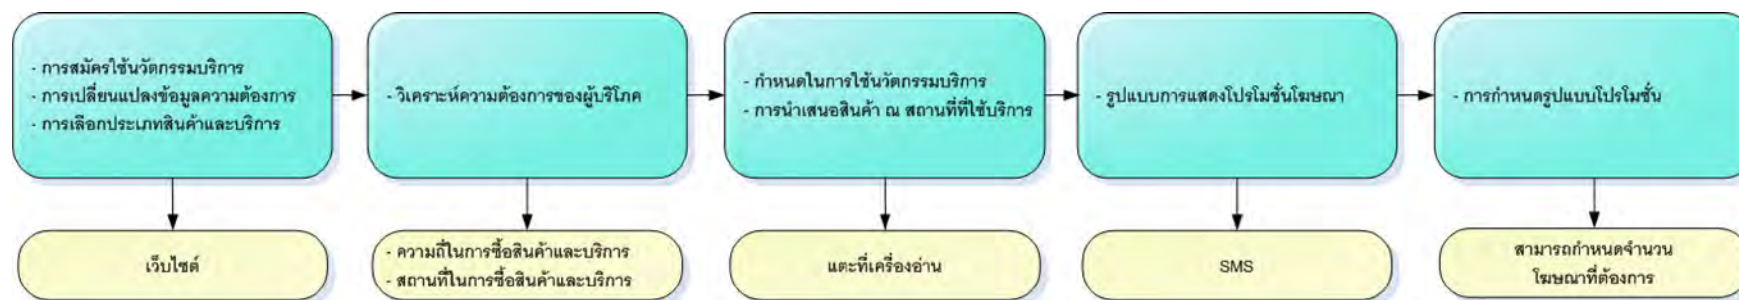 - การสมัครใช้นวัตกรรมบริการ
- การเปลี่ยนแปลงข้อมูลความต้องการ
- การเลือกประเภทสินค้าและบริการ
- วิเคราะห์ความต้องการของผู้บริโภค
- กำหนดในการใช้นวัตกรรมบริการ
- การนำเสนอสินค้า ณ สถานที่ที่ใช้บริการ
- รูปแบบการแสดงโปรโมชั่นโฆษณา
- การกำหนดรูปแบบโปรโมชั่น
เว็บไซต์
- ความถี่ในการซื้อสินค้าและบริการ
- สถานที่ในการซื้อสินค้าและบริการ
แตะที่เครื่องอ่าน
SMS
สามารถกำหนดจำนวน
โฆษณาที่ต้องการ